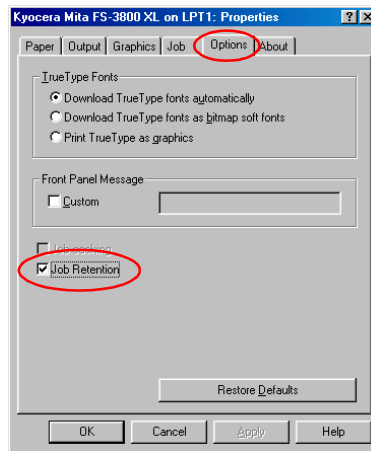 Kyocera Mita FS-3800 XL on LPT1: Properties
Paper Output Graphics Job Options About
TrueType Fonts
Download TrueType fonts automatically
Download TrueType fonts as bitmap soft fonts
Print TrueType as graphics
Front Panel Message
Custom
Job packing
Job Retention
Restore Defaults
OK Cancel Apply Help